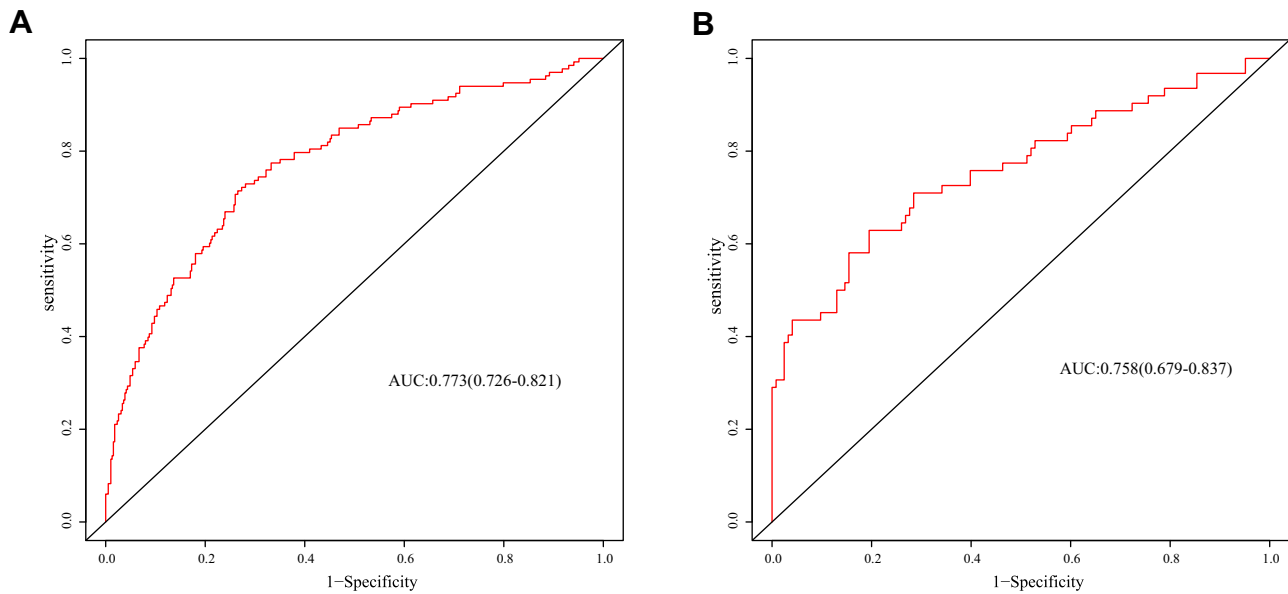 A
1.0
0.8
0.6
0.4
0.2
0.0
sensitivity
AUC:0.773(0.726-0.821)
0.0 0.2 0.4 0.6 0.8 1.0
1−Specificity
B
1.0
0.8
0.6
0.4
0.2
0.0
sensitivity
AUC:0.758(0.679-0.837)
0.0 0.2 0.4 0.6 0.8 1.0
1−Specificity